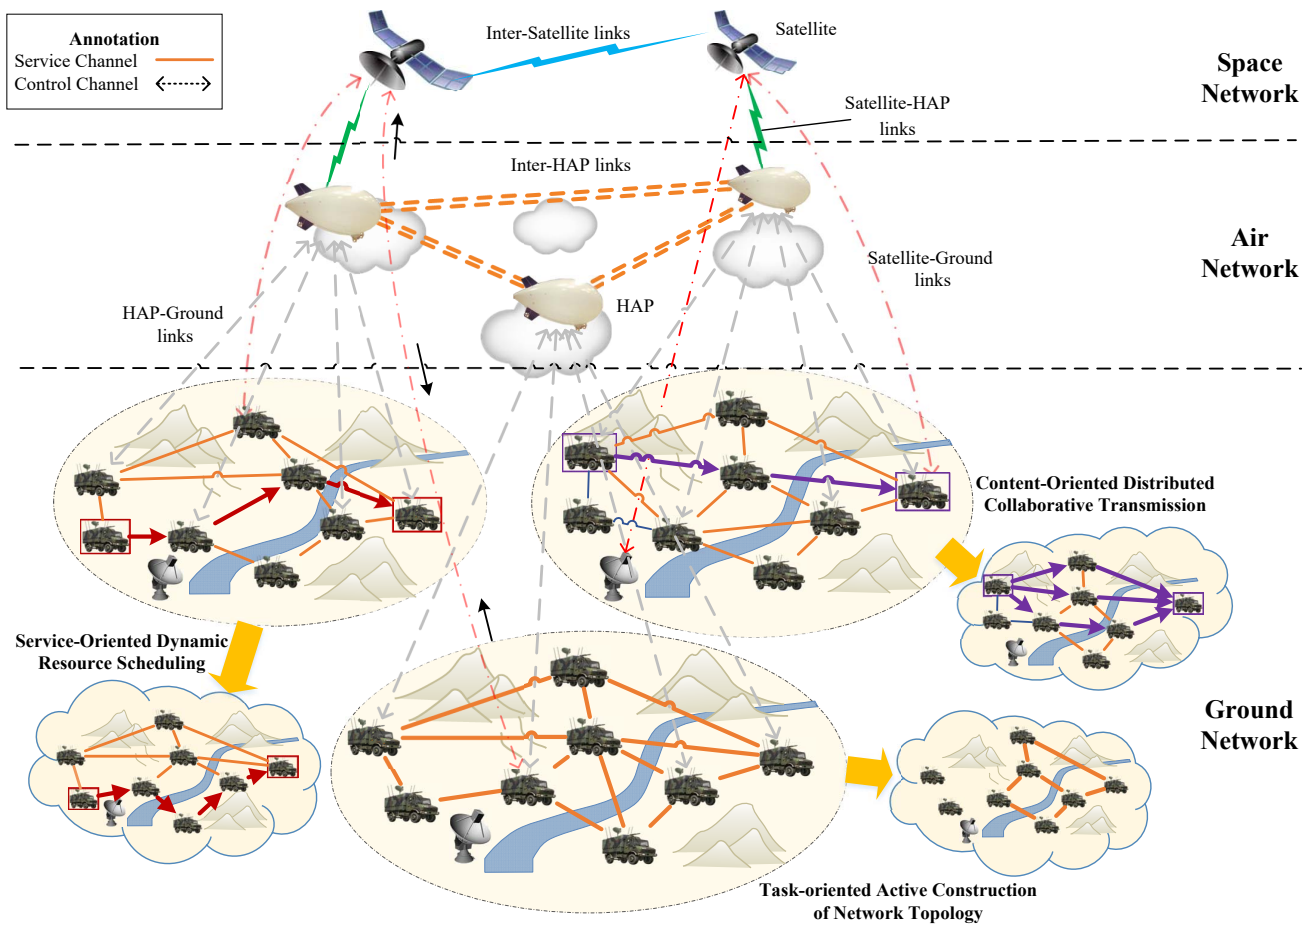 Annotation
Service Channel
Control Channel
Inter-Satellite links
Satellite
Space
Network
Satellite-HAP
links
Inter-HAP links
Air
Network
Satellite-Ground
links
HAP
HAP-Ground
links
Content-Oriented Distributed
Collaborative Transmission
Service-Oriented Dynamic
Resource Scheduling
Ground
Network
Task-oriented Active Construction
of Network Topology